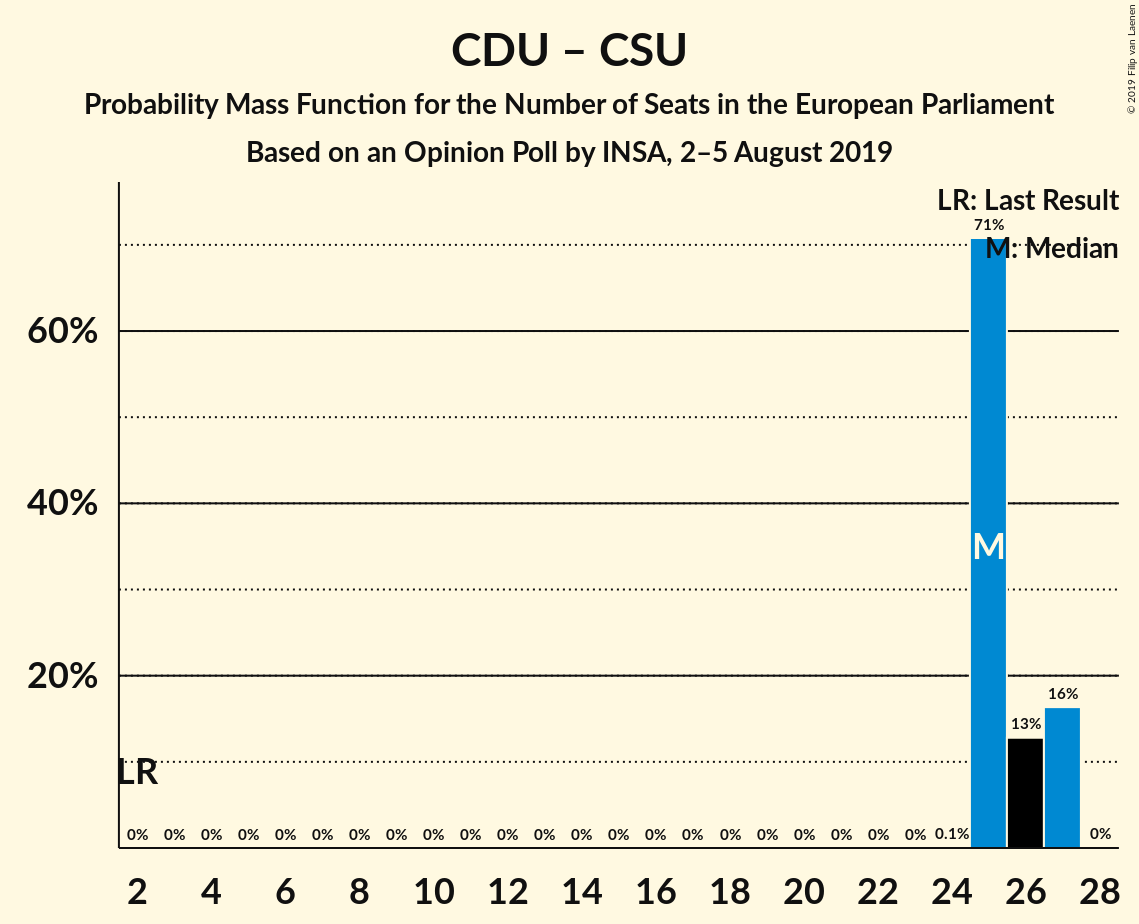 CDU – CSU
Probability Mass Function for the Number of Seats in the European Parliament
Based on an Opinion Poll by INSA, 2–5 August 2019
© 2019 Filip van Laenen
LR: Last Result
71%
M: Median
60%
40%
M
20%
16%
13%
LR
0% 0% 0% 0% 0% 0% 0% 0% 0% 0% 0% 0% 0% 0% 0% 0% 0% 0% 0% 0% 0% 0% 0.1% 0%
2 4 6 8 10 12 14 16 18 20 22 24 26 28